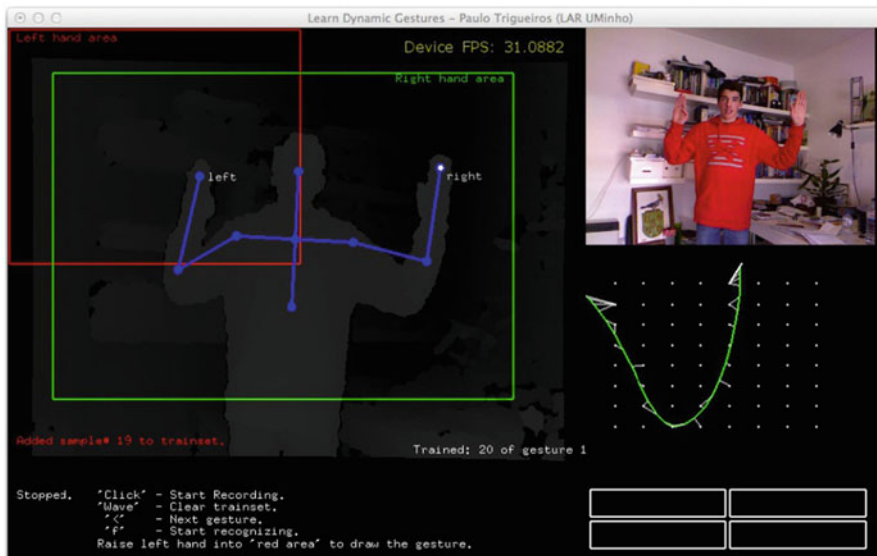 Learn Dynamic Gestures - Paulo Trigueiros (LAR UMinho)
Left hand area
Device FPS: 31.0882
Right hand area
left
right
Added sample# 19 to trainset.
Trained: 20 of gesture 1
Stopped. "Click" - Start Recording.
"Wave" - Clear trainset.
"<" - Next gesture.
"f" - Start recognizing.
Raise left hand into "red area" to draw the gesture.